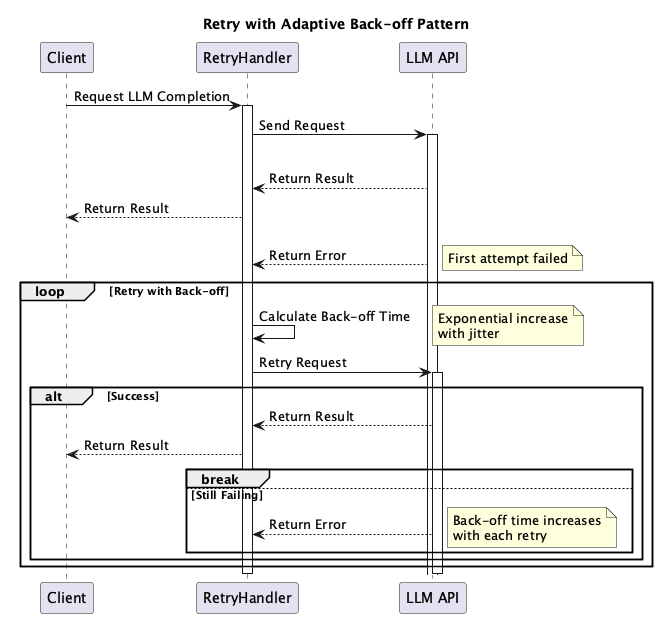 Retry with Adaptive Back-off Pattern
Client
RetryHandler
LLM API
Request LLM Completion
Send Request
Return Result
Return Result
Return Error
First attempt failed
loop
[Retry with Back-off]
Calculate Back-off Time
Exponential increase
with jitter
Retry Request
alt
[Success]
Return Result
Return Result
break
[Still Failing]
Return Error
Back-off time increases
with each retry
Client
RetryHandler
LLM API